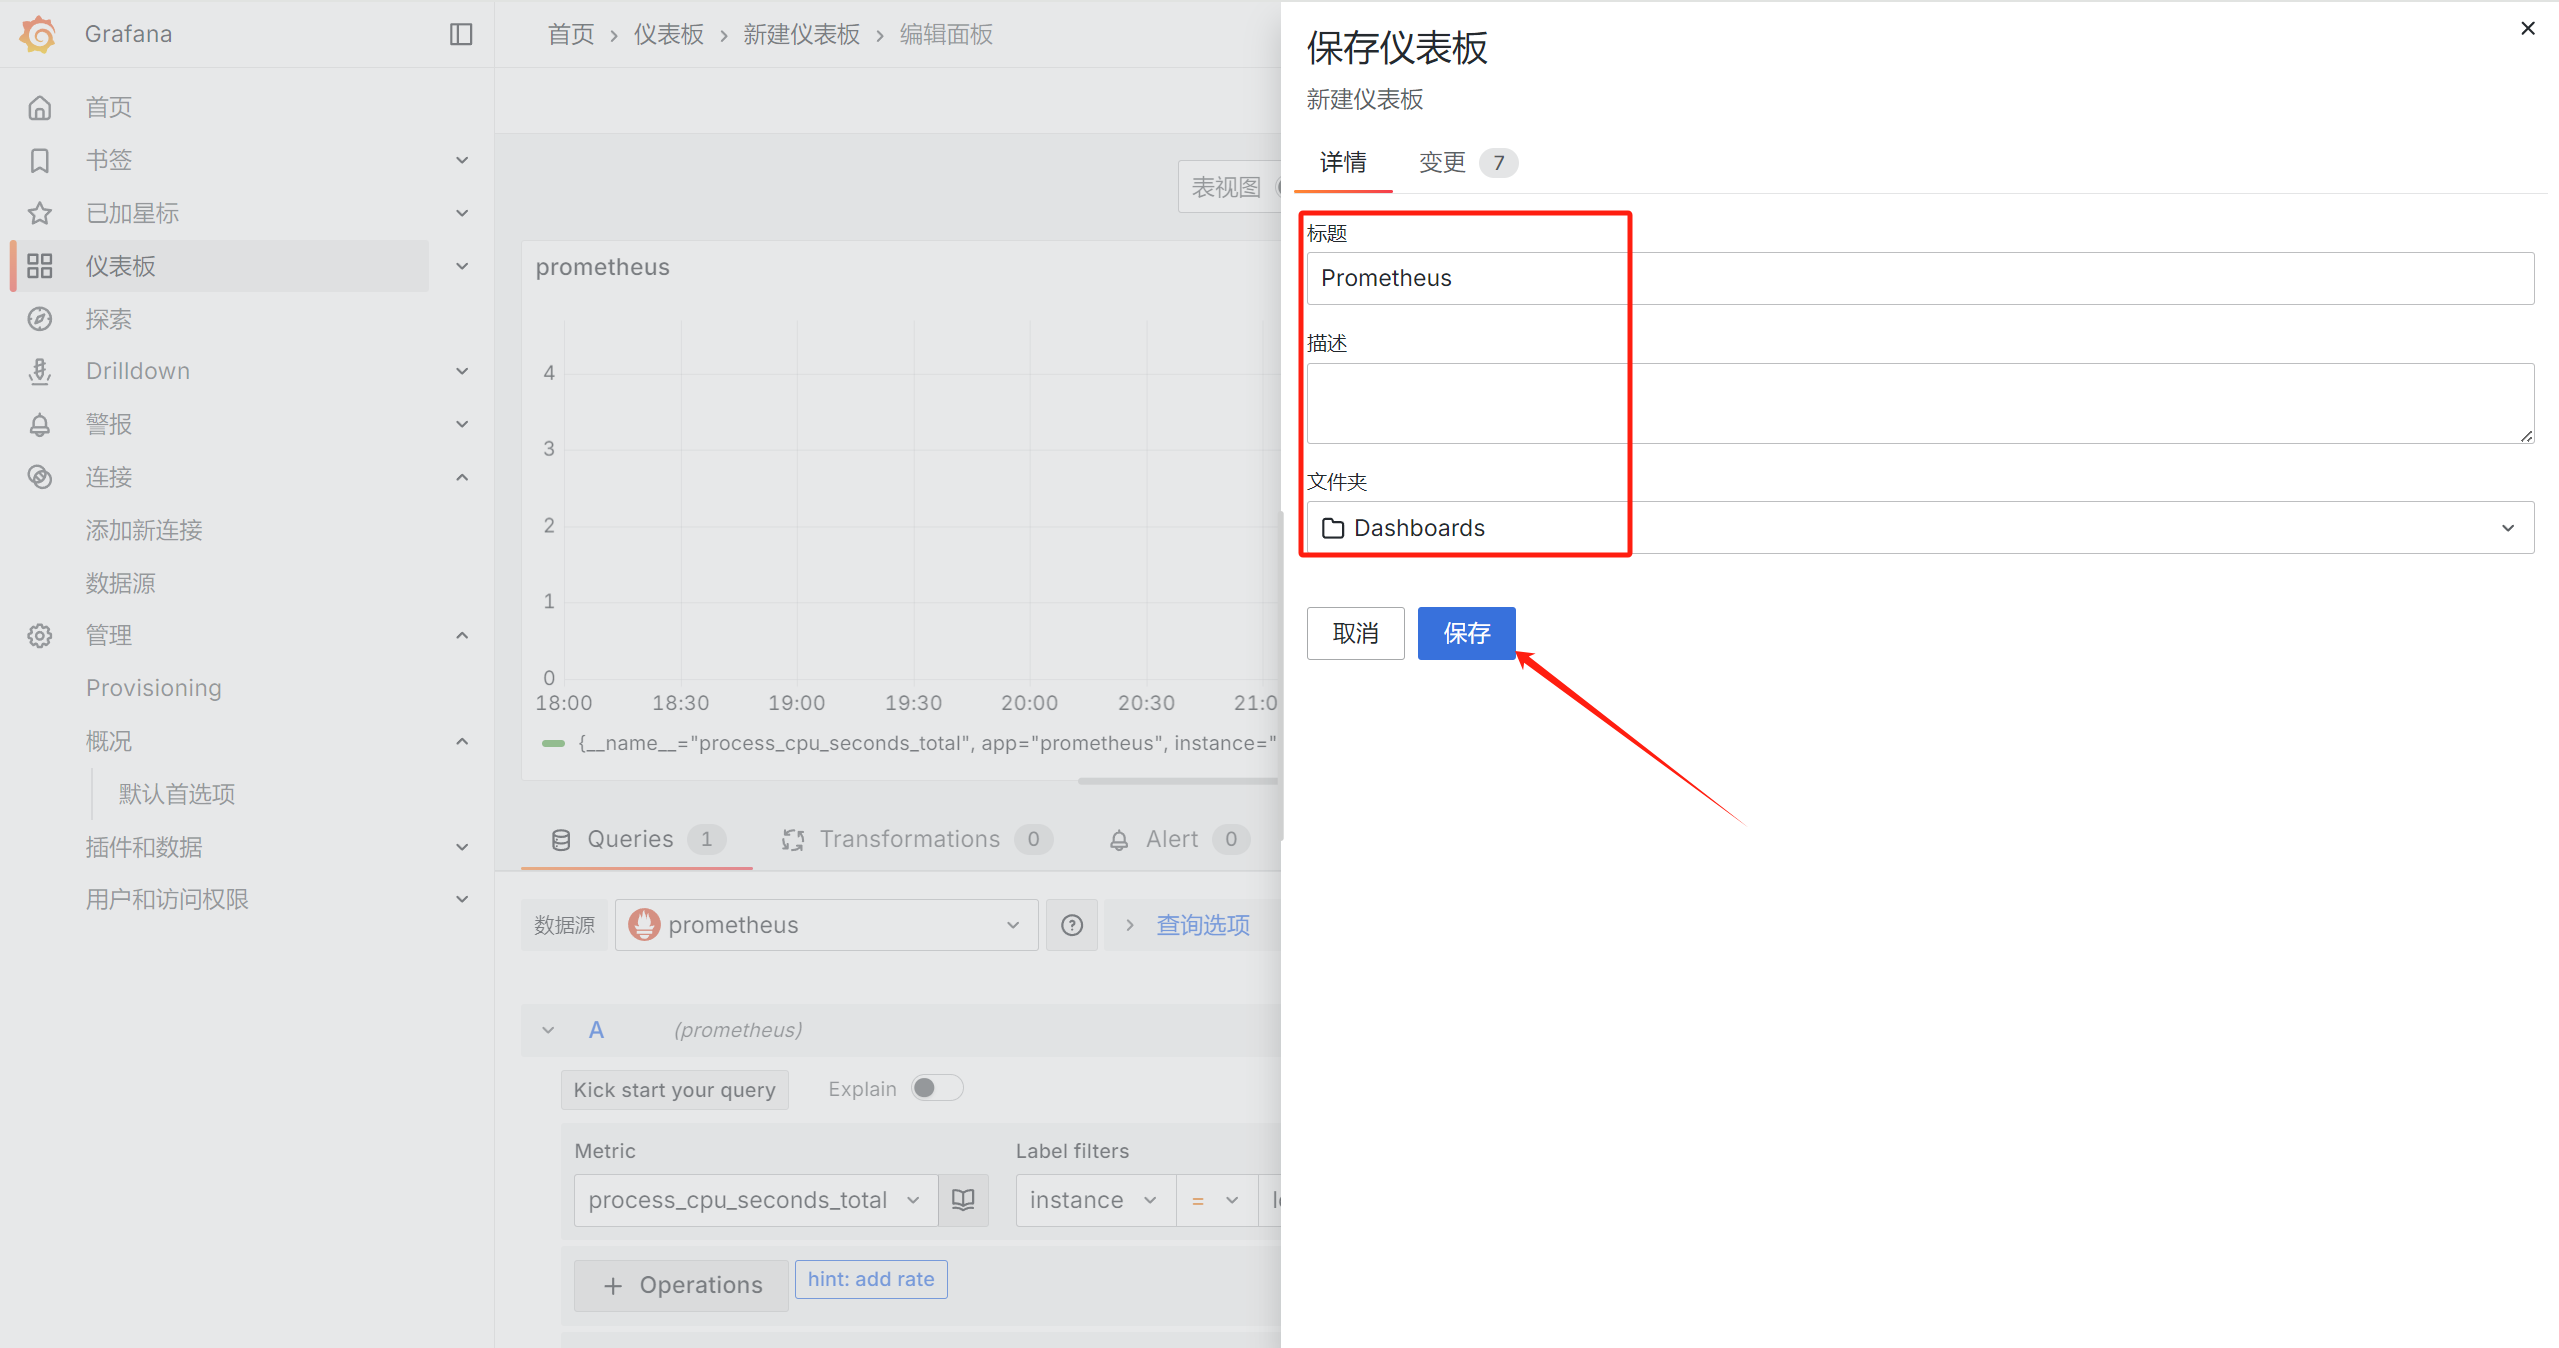 Grafana
首页
书签
已加星标
仪表板
探索
Drilldown
警报
连接
添加新连接
数据源
管理
Provisioning
概况
默认首选项
插件和数据
用户和访问权限
首页 › 仪表板 › 新建仪表板 › 编辑面板
表视图
prometheus
4
3
2
1
0
18:00 18:30 19:00 19:30 20:00 20:30 21:0
{__name__="process_cpu_seconds_total", app="prometheus", instance="
Queries 1 Transformations 0 Alert 0
数据源 prometheus 查询选项
A (prometheus)
Kick start your query Explain
Metric Label filters
process_cpu_seconds_total instance =
+ Operations hint: add rate
保存仪表板
新建仪表板
详情 变更 7
标题
Prometheus
描述
文件夹
Dashboards
取消 保存